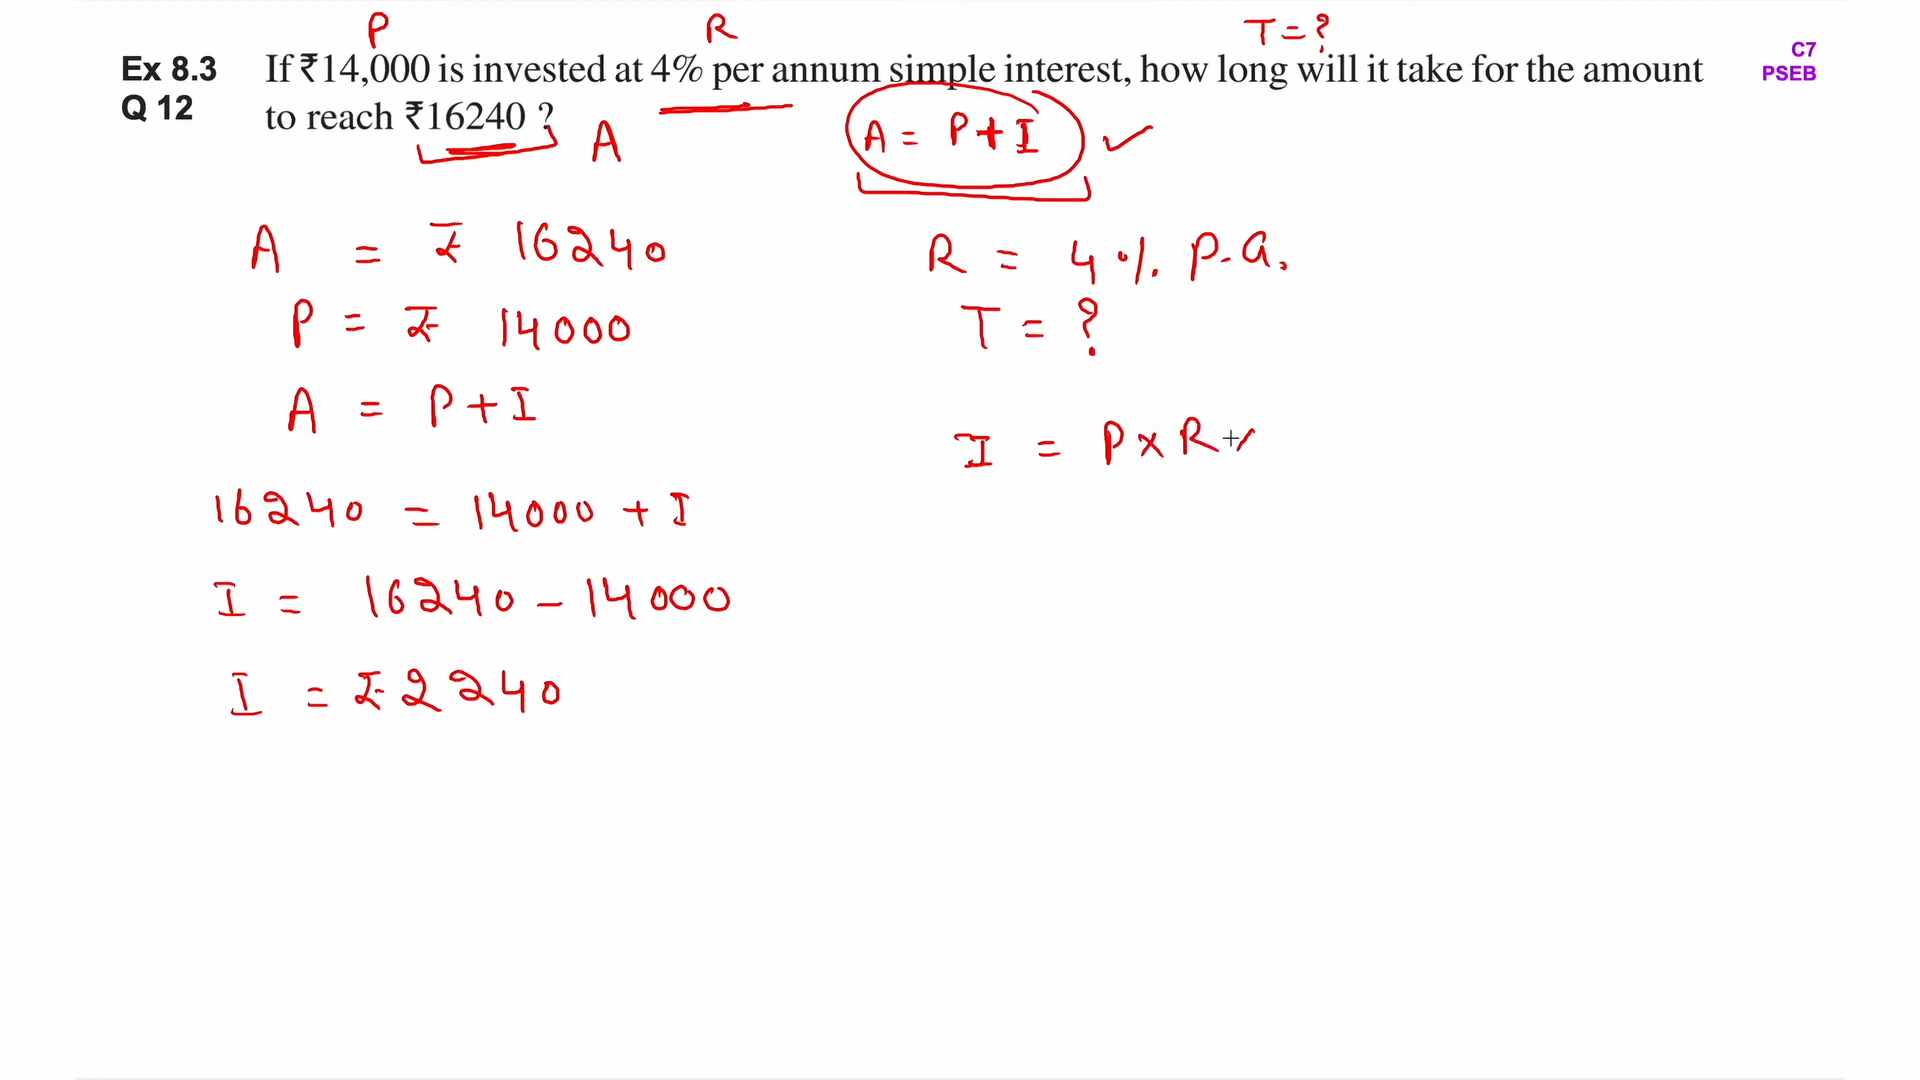 P R T = ?
Ex 8.3 If ₹14,000 is invested at 4% per annum simple interest, how long will it take for the amount C7 PSEB
Q 12 to reach ₹16240 ? A A = P + I
A = ₹ 16240 R = 4 % P.a.
P = ₹ 14000 T = ?
A = P + I
I = P × R
16240 = 14000 + I
I = 16240 - 14000
I = ₹ 2240